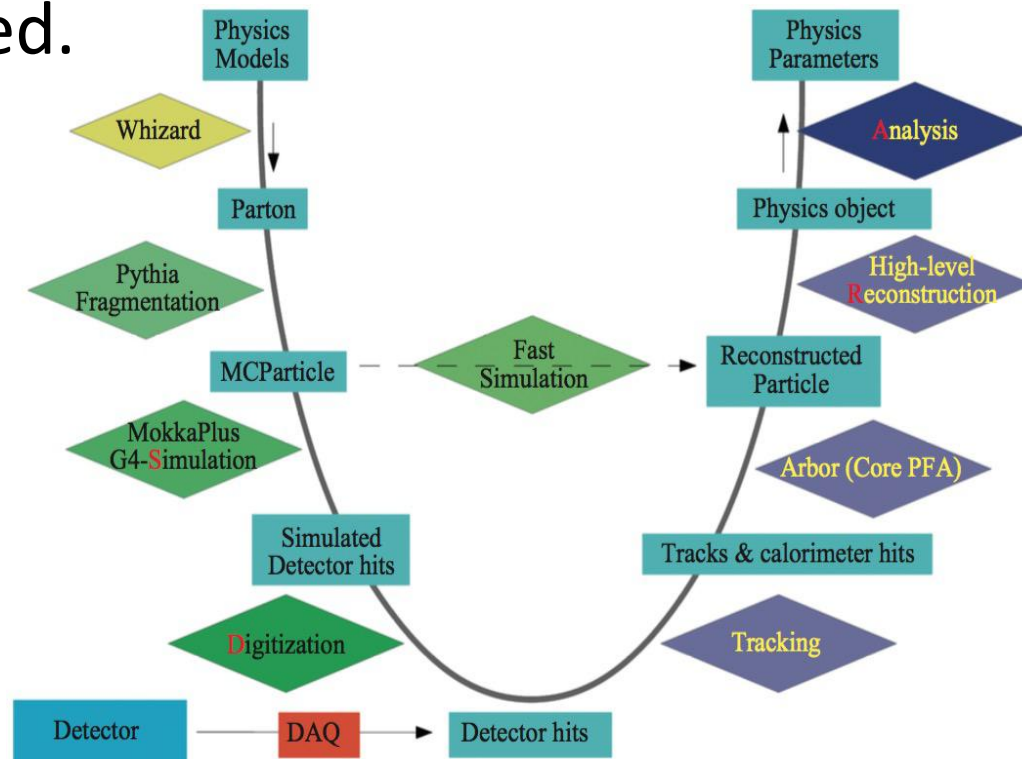 ed.
Physics
Models
Physics
Parameters
Whizard
Analysis
Parton
Physics object
Pythia
Fragmentation
High-level
Reconstruction
MCParticle
Fast
Simulation
Reconstructed
Particle
MokkaPlus
G4-Simulation
Arbor (Core PFA)
Simulated
Detector hits
Tracks & calorimeter hits
Digitization
Tracking
Detector
DAQ
Detector hits